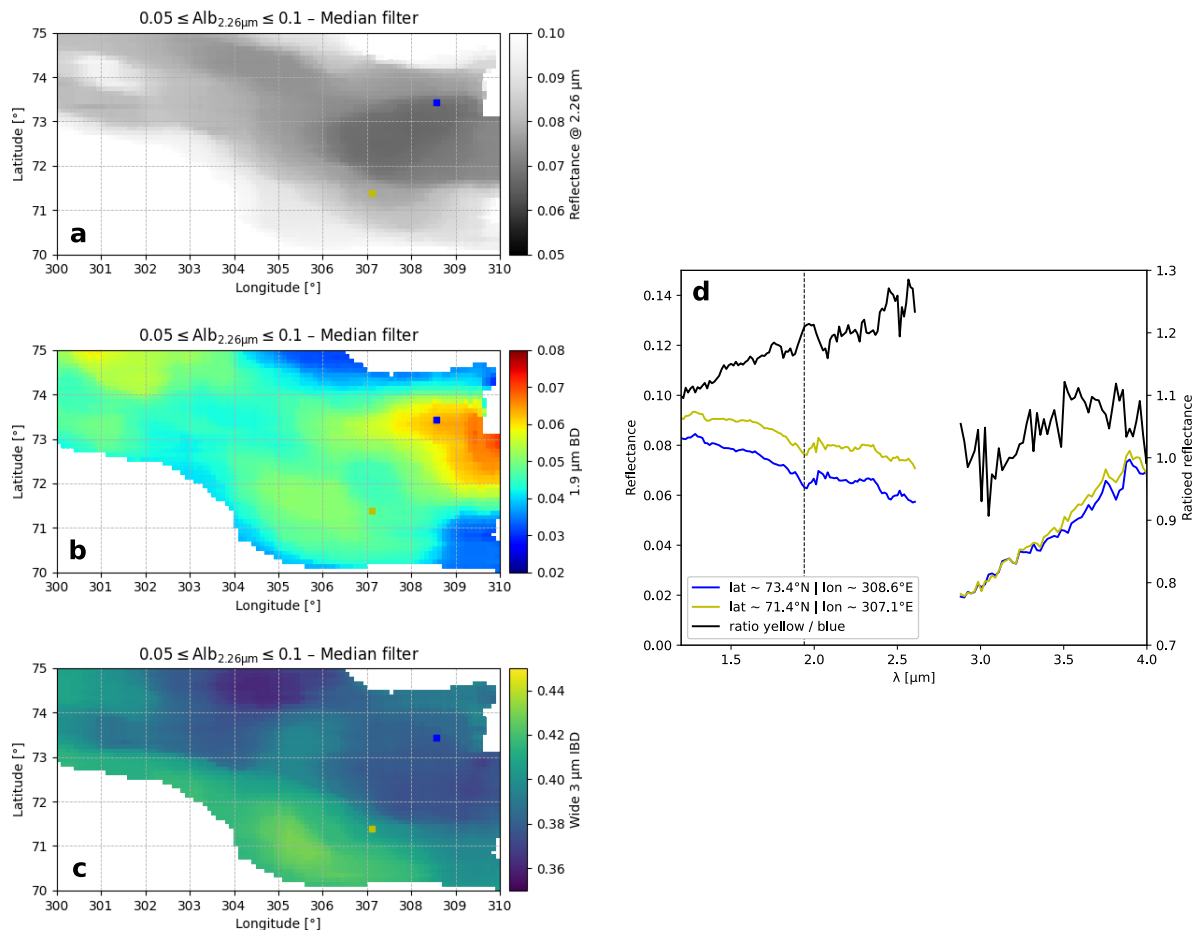 0.05 ≤ Alb2.26μm ≤ 0.1 – Median filter
75
74
73
72
71
70
Latitude [°]
a
300 301 302 303 304 305 306 307 308 309 310
Longitude [°]
0.10
0.09
0.08
0.07
0.06
0.05
Reflectance @ 2.26 μm
0.05 ≤ Alb2.26μm ≤ 0.1 – Median filter
75
74
73
72
71
70
Latitude [°]
b
300 301 302 303 304 305 306 307 308 309 310
Longitude [°]
0.08
0.07
0.06
0.05
0.04
0.03
0.02
1.9 μm BD
0.05 ≤ Alb2.26μm ≤ 0.1 – Median filter
75
74
73
72
71
70
Latitude [°]
c
300 301 302 303 304 305 306 307 308 309 310
Longitude [°]
0.44
0.42
0.40
0.38
0.36
Wide 3 μm IBD
d
0.14
0.12
0.10
0.08
0.06
0.04
0.02
0.00
Reflectance
lat ~ 73.4°N | lon ~ 308.6°E
lat ~ 71.4°N | lon ~ 307.1°E
ratio yellow / blue
1.5 2.0 2.5 3.0 3.5 4.0
λ [μm]
1.3
1.2
1.1
1.0
0.9
0.8
0.7
Ratioed reflectance